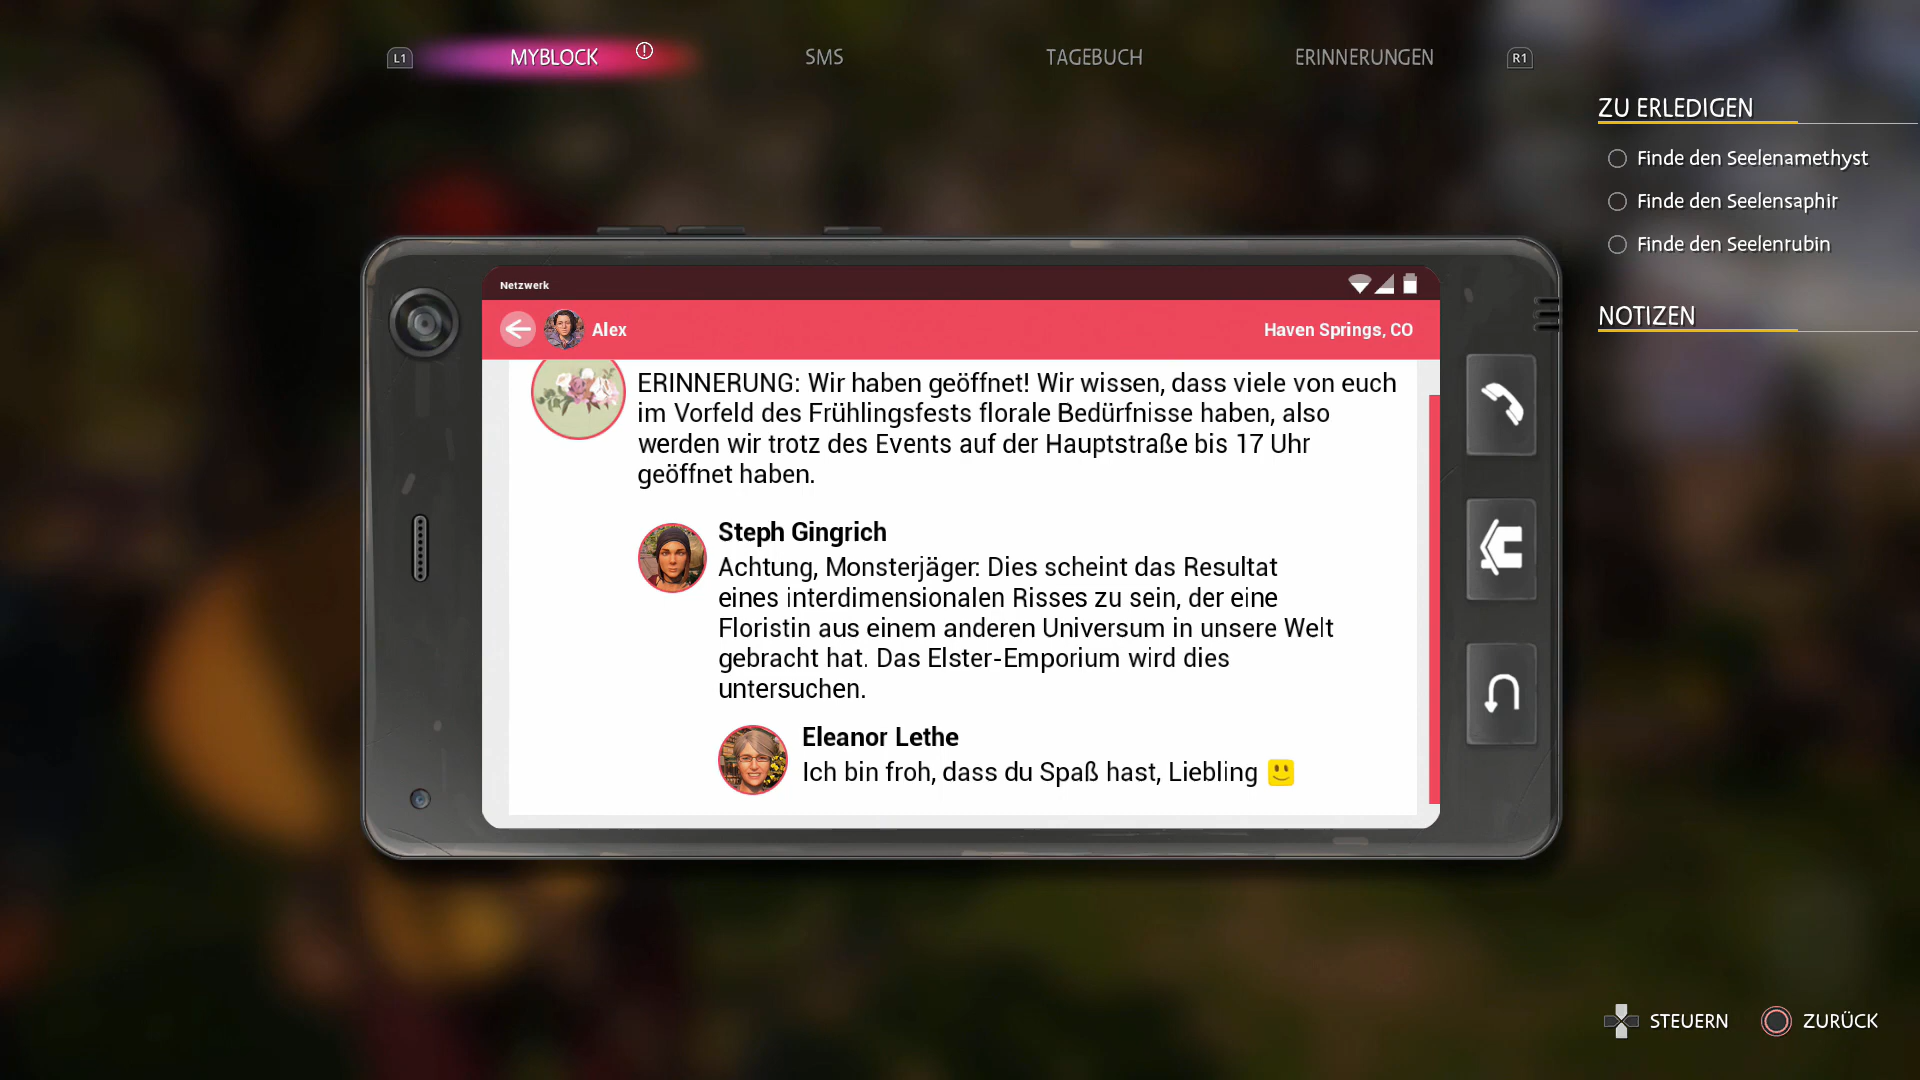 L1
MYBLOCK
SMS
TAGEBUCH
ERINNERUNGEN
R1
ZU ERLEDIGEN
Finde den Seelenamethyst
Finde den Seelensaphir
Finde den Seelenrubin
NOTIZEN
Netzwerk
Alex
Haven Springs, CO
ERINNERUNG: Wir haben geöffnet! Wir wissen, dass viele von euch
im Vorfeld des Frühlingsfests florale Bedürfnisse haben, also
werden wir trotz des Events auf der Hauptstraße bis 17 Uhr
geöffnet haben.
Steph Gingrich
Achtung, Monsterjäger: Dies scheint das Resultat
eines interdimensionalen Risses zu sein, der eine
Floristin aus einem anderen Universum in unsere Welt
gebracht hat. Das Elster-Emporium wird dies
untersuchen.
Eleanor Lethe
Ich bin froh, dass du Spaß hast, Liebling
STEUERN
ZURÜCK